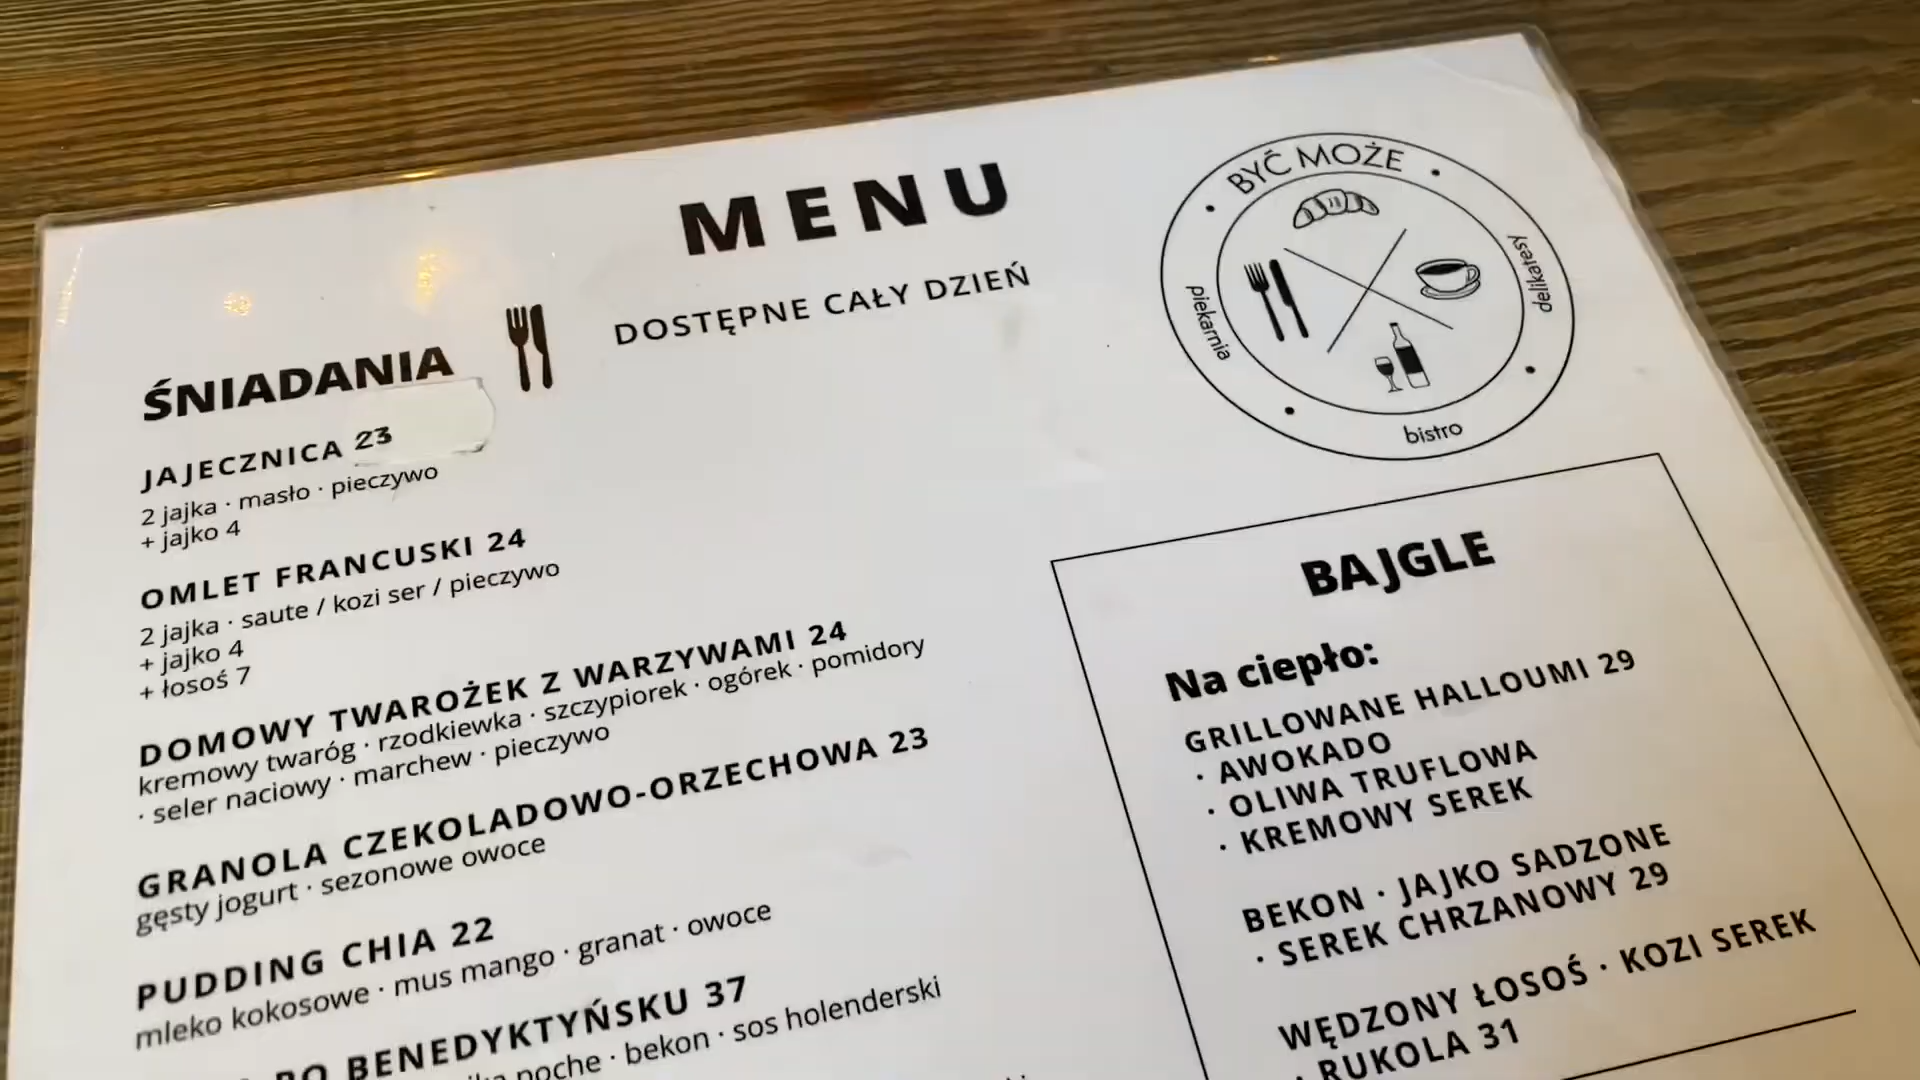 MENU
DOSTĘPNE CAŁY DZIEŃ
ŚNIADANIA
JAJECZNICA 23
2 jajka · masło · pieczywo
+ jajko 4
OMLET FRANCUSKI 24
2 jajka · saute / kozi ser / pieczywo
+ jajko 4
+ łosoś 7
DOMOWY TWAROŻEK Z WARZYWAMI 24
kremowy twaróg · rzodkiewka · szczypiorek · ogórek · pomidory
· seler naciowy · marchew · pieczywo
GRANOLA CZEKOLADOWO-ORZECHOWA 23
gęsty jogurt · sezonowe owoce
PUDDING CHIA 22
mleko kokosowe · mus mango · granat · owoce
PO BENEDYKTYŃSKU 37
poche · bekon · sos holenderski
BYĆ MOŻE
delikatesy
bistro
piekarnia
BAJGLE
Na ciepło:
GRILLOWANE HALLOUMI 29
· AWOKADO
· OLIWA TRUFLOWA
· KREMOWY SEREK
BEKON · JAJKO SADZONE
· SEREK CHRZANOWY 29
WĘDZONY ŁOSOŚ · KOZI SEREK
· RUKOLA 31